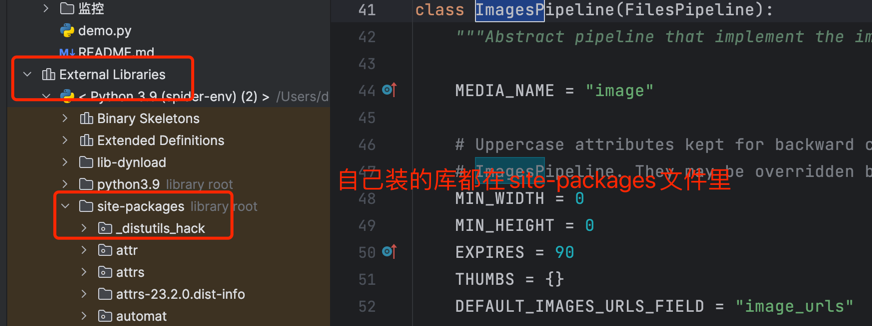 监控
demo.py
README.md
External Libraries
< Python 3.9 (spider-env) (2) > /Users/d
Binary Skeletons
Extended Definitions
lib-dynload
python3.9 library root
site-packages library root
_distutils_hack
attr
attrs
attrs-23.2.0.dist-info
automat
41 class ImagesPipeline(FilesPipeline):
42 """Abstract pipeline that implement the im
43
44 MEDIA_NAME = "image"
45
46 # Uppercase attributes kept for backward c
47 # ImagesPipeline. They may be overridden b
自己装的库都在site-packages文件里
48 MIN_WIDTH = 0
49 MIN_HEIGHT = 0
50 EXPIRES = 90
51 THUMBS = {}
52 DEFAULT_IMAGES_URLS_FIELD = "image_urls"